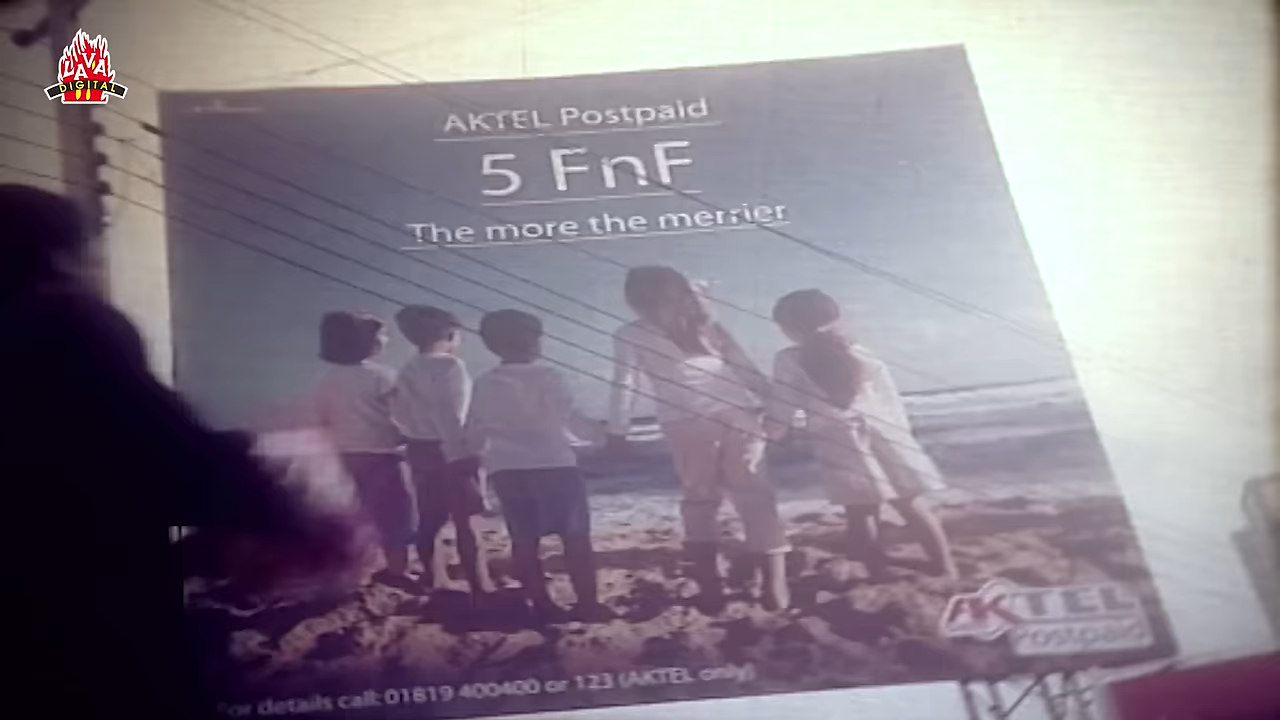 LAVA
DIGITAL
AKTEL Postpaid
5 FnF
The more the merrier
AKTEL
Postpaid
For details call: 01819 400400 or 123 (AKTEL only)